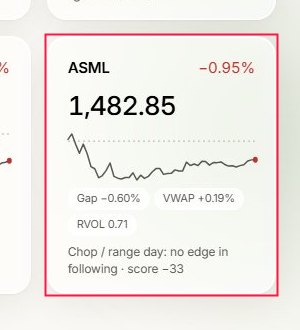 %
ASML −0.95%
1,482.85
%
Gap −0.60% VWAP +0.19%
RVOL 0.71
Chop / range day: no edge in
following · score −33